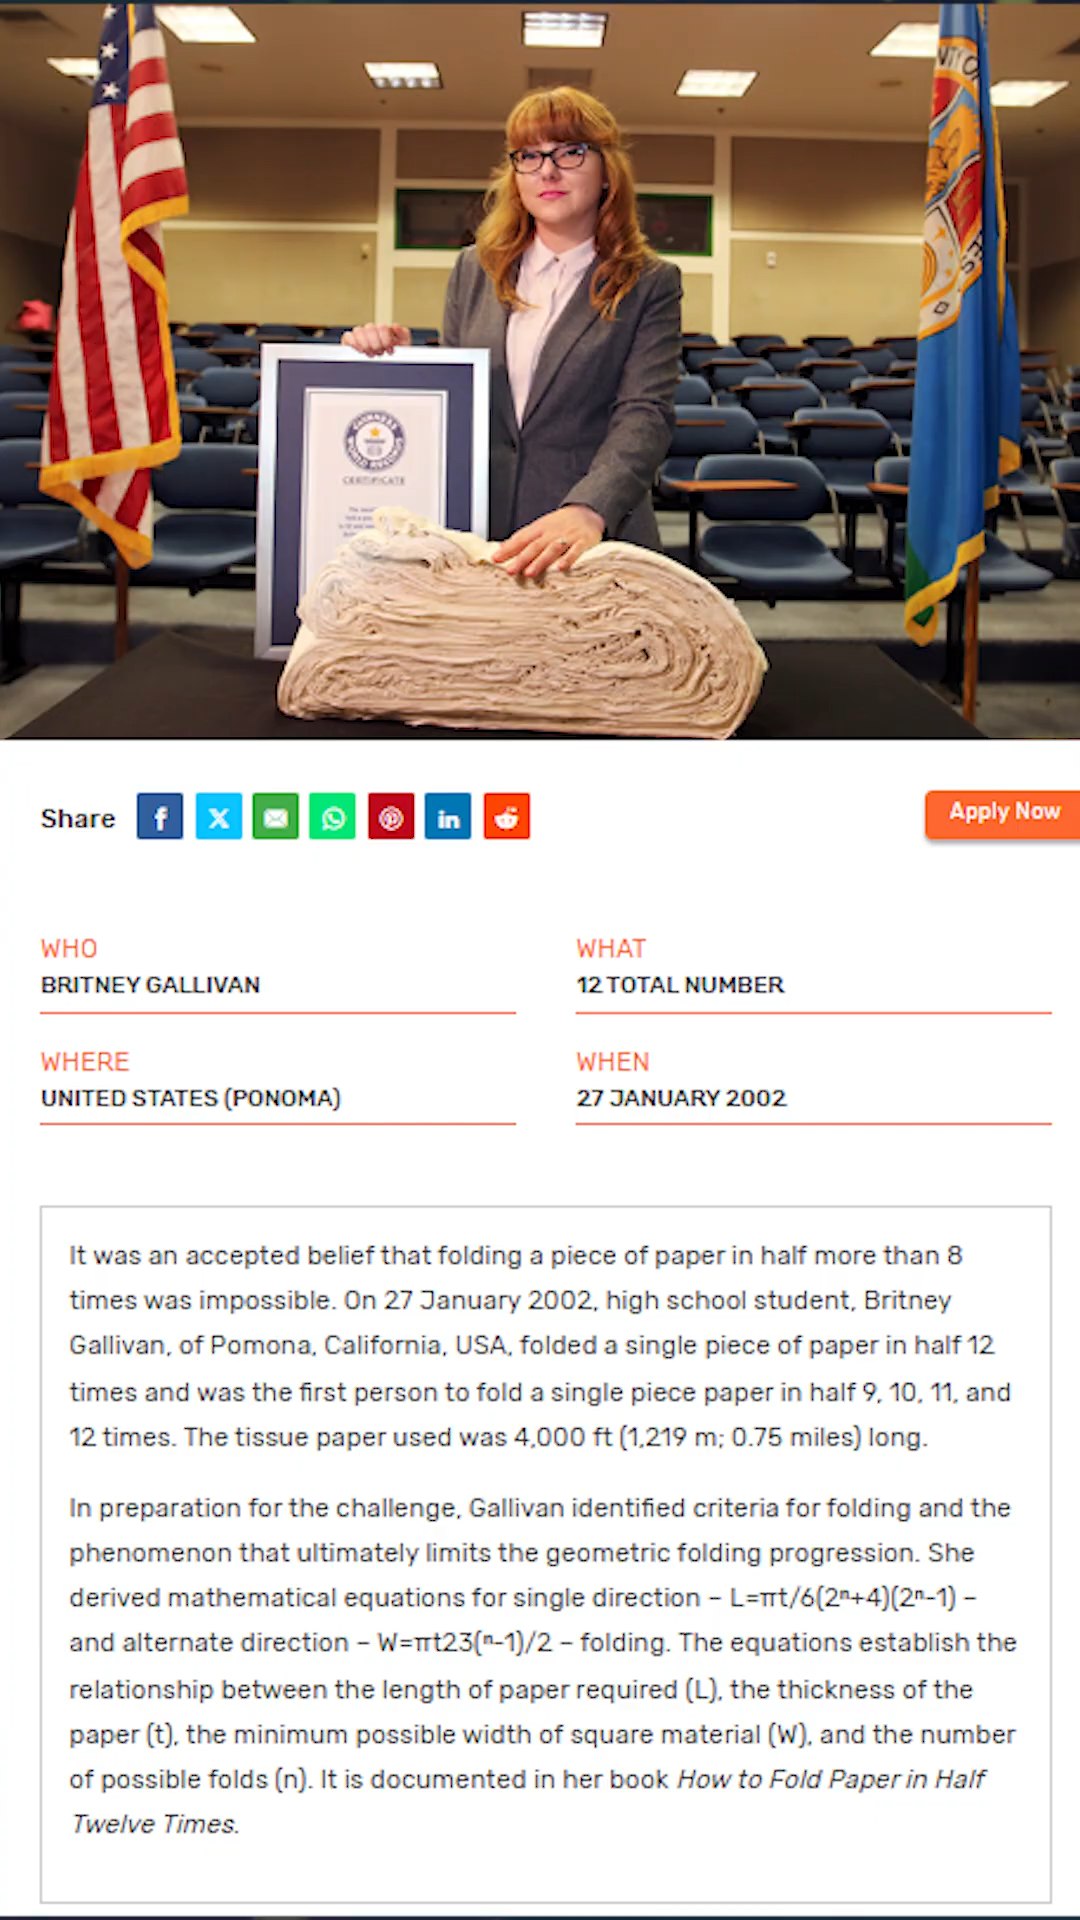 NTY OF
GUINNESS
WORLD RECORDS
CERTIFICATE
Share
Apply Now
WHO
WHAT
BRITNEY GALLIVAN
12 TOTAL NUMBER
WHERE
WHEN
UNITED STATES (PONOMA)
27 JANUARY 2002
It was an accepted belief that folding a piece of paper in half more than 8
times was impossible. On 27 January 2002, high school student, Britney
Gallivan, of Pomona, California, USA, folded a single piece of paper in half 12
times and was the first person to fold a single piece paper in half 9, 10, 11, and
12 times. The tissue paper used was 4,000 ft (1,219 m; 0.75 miles) long.
In preparation for the challenge, Gallivan identified criteria for folding and the
phenomenon that ultimately limits the geometric folding progression. She
derived mathematical equations for single direction – L=πt/6(2ⁿ+4)(2ⁿ-1) –
and alternate direction – W=πt23(ⁿ-1)/2 – folding. The equations establish the
relationship between the length of paper required (L), the thickness of the
paper (t), the minimum possible width of square material (W), and the number
of possible folds (n). It is documented in her book How to Fold Paper in Half
Twelve Times.